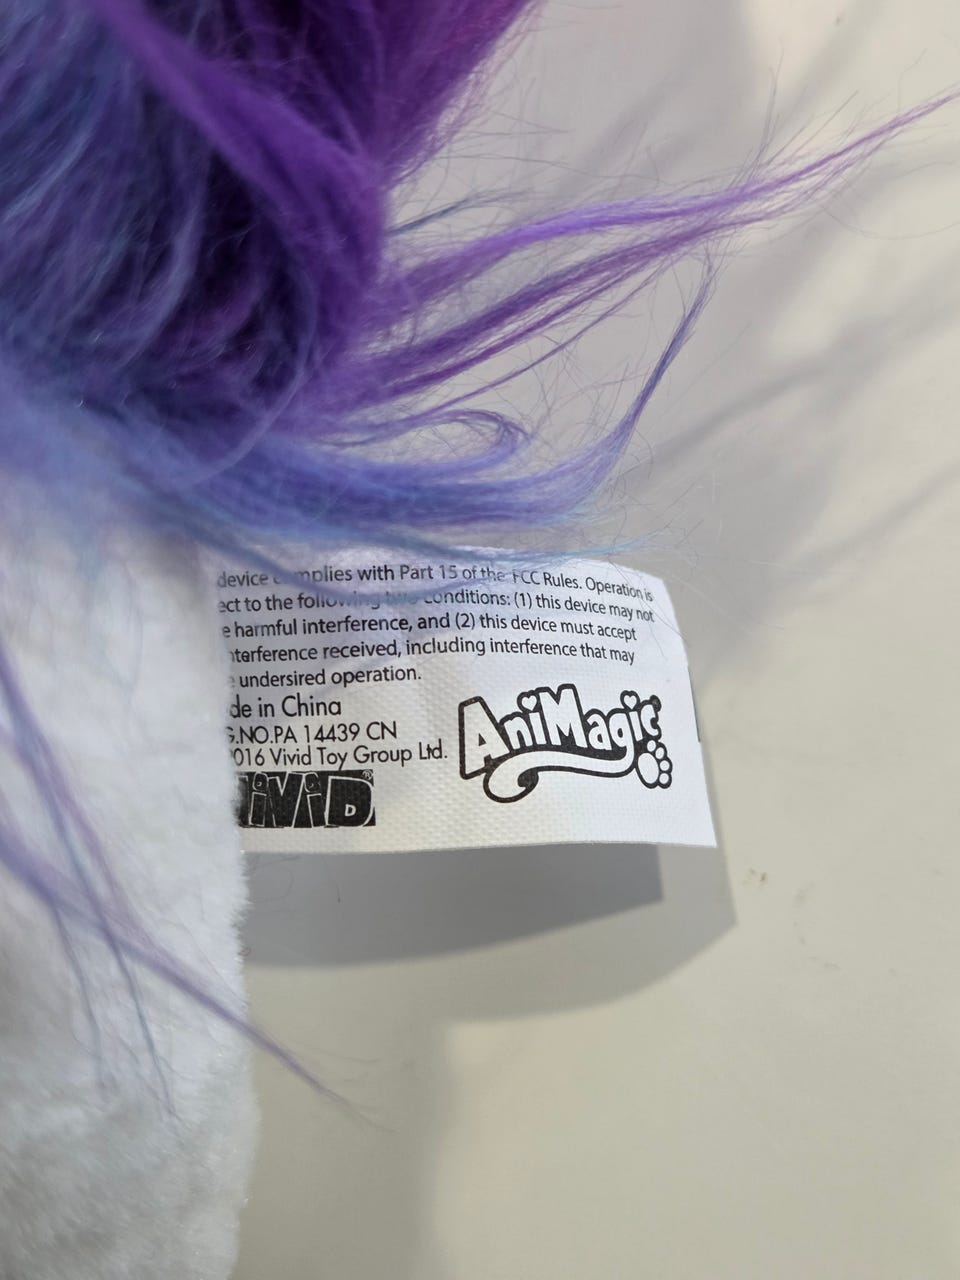 device complies with Part 15 of the FCC Rules. Operation is
ect to the following two conditions: (1) this device may not
e harmful interference, and (2) this device must accept
nterference received, including interference that may
e undersired operation.
de in China
G.NO.PA 14439 CN
2016 Vivid Toy Group Ltd.
AniMagic
ViViD